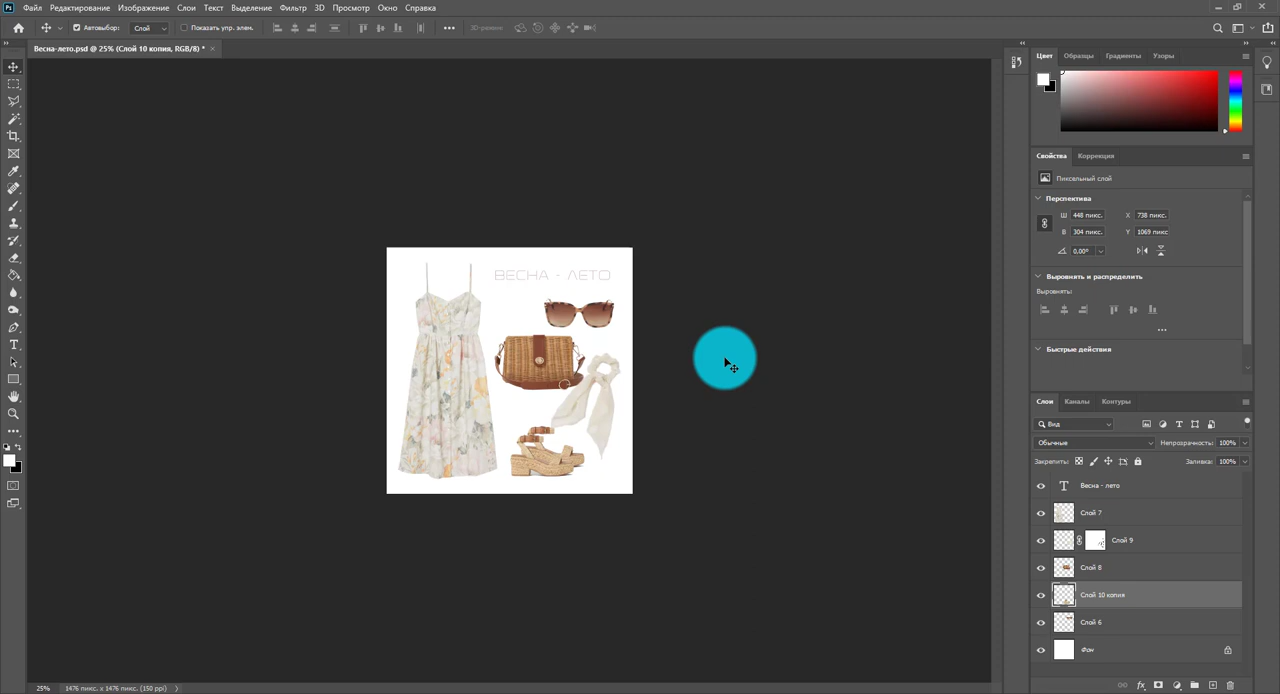 Файл Редактирование Изображение Слои Текст Выделение Фильтр 3D Просмотр Окно Справка
Автовыбор: Слой Показать упр. элем. 3D-режим:
Весна-лето.psd @ 25% (Слой 10 копия, RGB/8) *
ВЕСНА - ЛЕТО
Цвет Образцы Градиенты Узоры
Свойства Коррекция
Пиксельный слой
Перспектива
Ш 448 пикс. X 738 пикс.
В 304 пикс. Y 1069 пикс
0,00°
Выровнять и распределить
Выровнять:
Быстрые действия
Слои Каналы Контуры
Вид
Обычные Непрозрачность: 100%
Закрепить: Заливка: 100%
Весна - лето
Слой 7
Слой 9
Слой 8
Слой 10 копия
Слой 6
Фон
25% 1476 пикс. x 1476 пикс. (150 ppi)